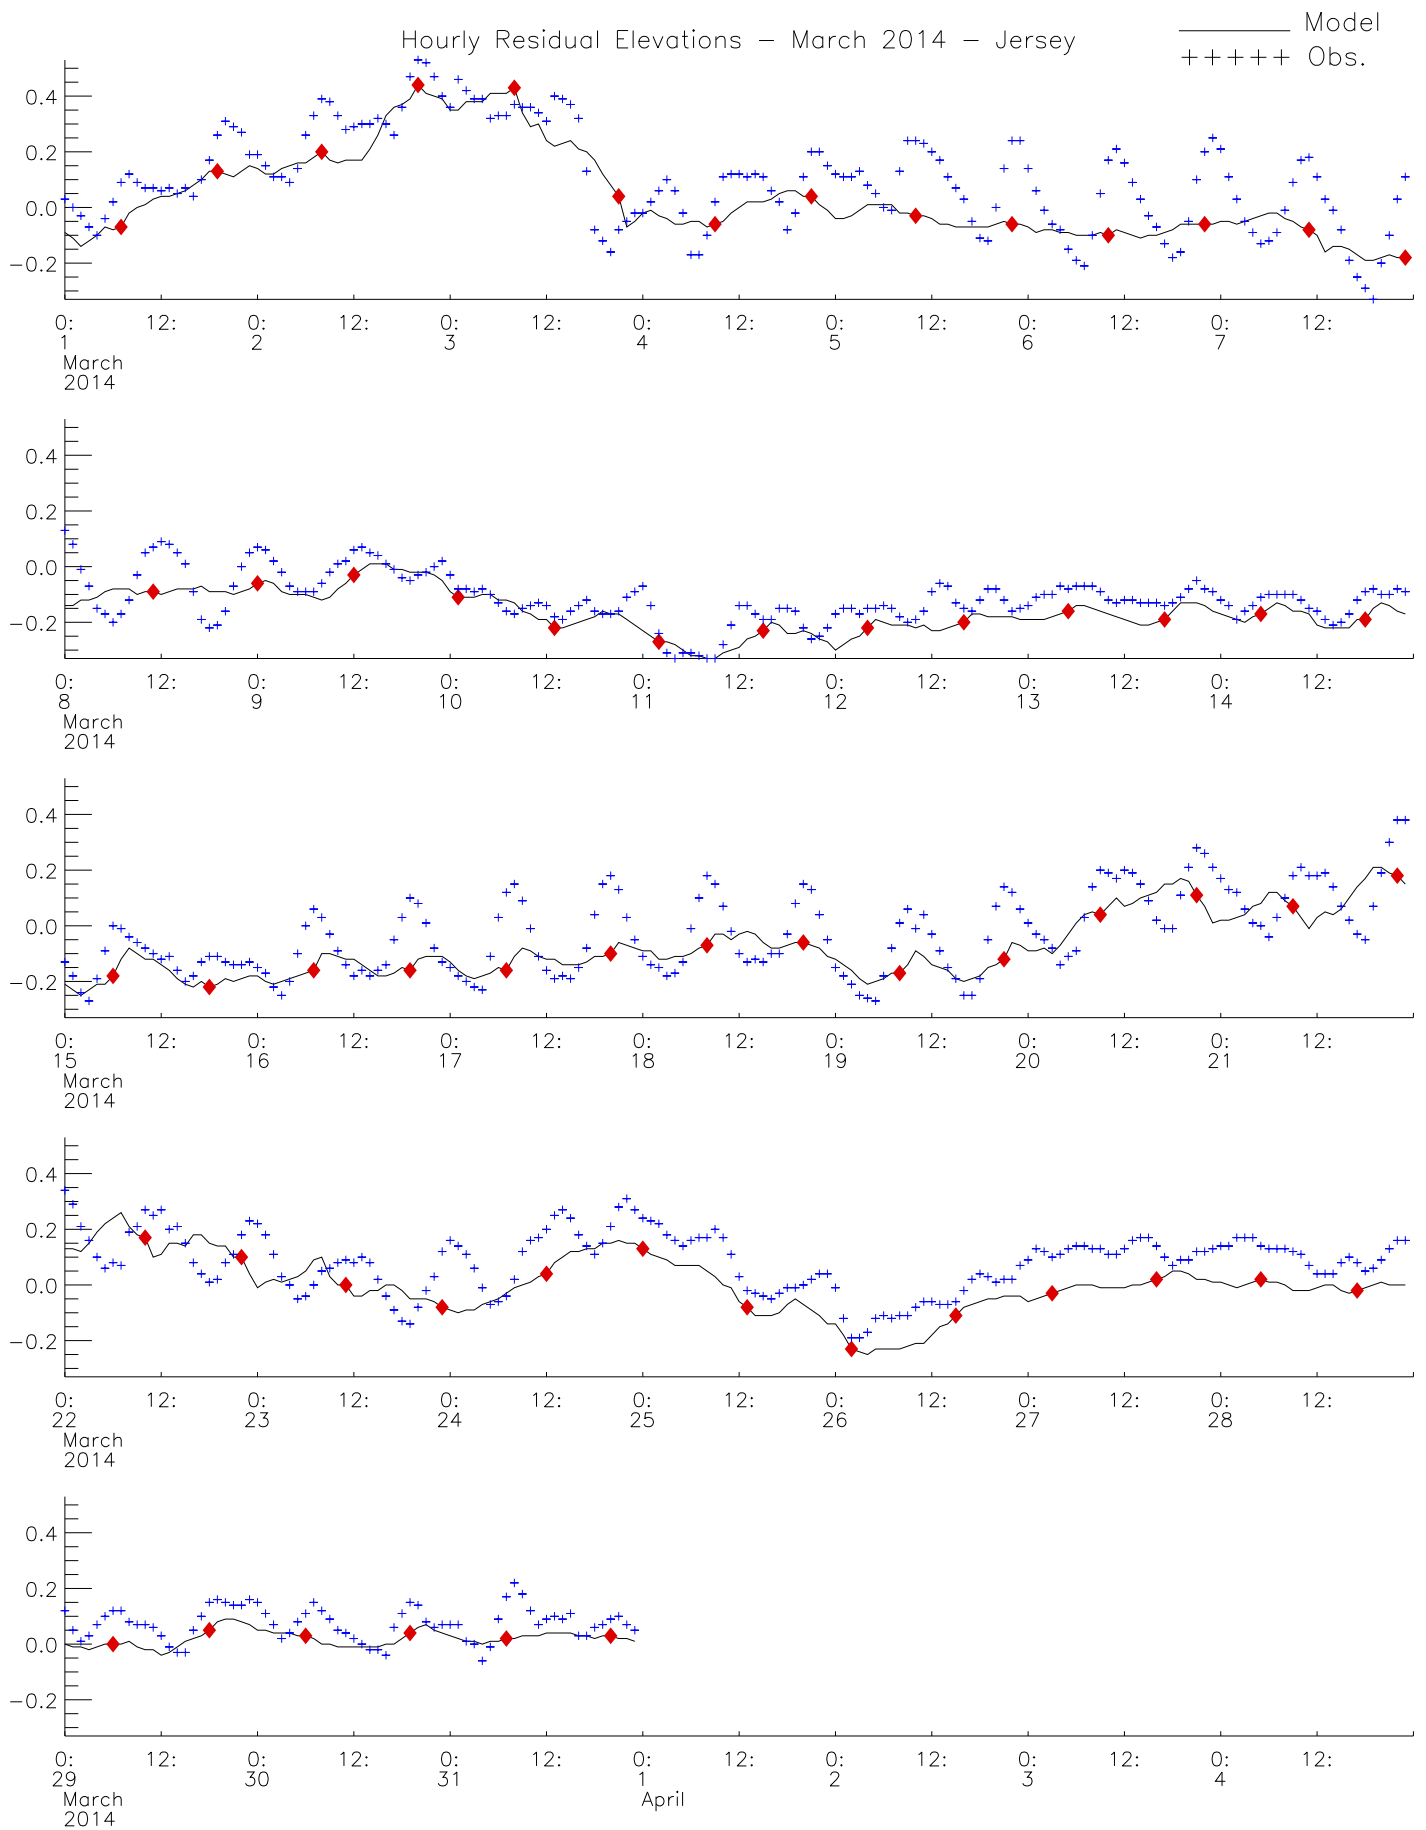 Hourly Residual Elevations – March 2014 – Jersey
Model
+++++ Obs.
0.4
0.2
0.0
−0.2
0: 12: 0: 12: 0: 12: 0: 12: 0: 12: 0: 12: 0: 12:
1 2 3 4 5 6 7
March
2014
0.4
0.2
0.0
−0.2
0: 12: 0: 12: 0: 12: 0: 12: 0: 12: 0: 12: 0: 12:
8 9 10 11 12 13 14
March
2014
0.4
0.2
0.0
−0.2
0: 12: 0: 12: 0: 12: 0: 12: 0: 12: 0: 12: 0: 12:
15 16 17 18 19 20 21
March
2014
0.4
0.2
0.0
−0.2
0: 12: 0: 12: 0: 12: 0: 12: 0: 12: 0: 12: 0: 12:
22 23 24 25 26 27 28
March
2014
0.4
0.2
0.0
−0.2
0: 12: 0: 12: 0: 12: 0: 12: 0: 12: 0: 12: 0: 12:
29 30 31 1 2 3 4
March April
2014